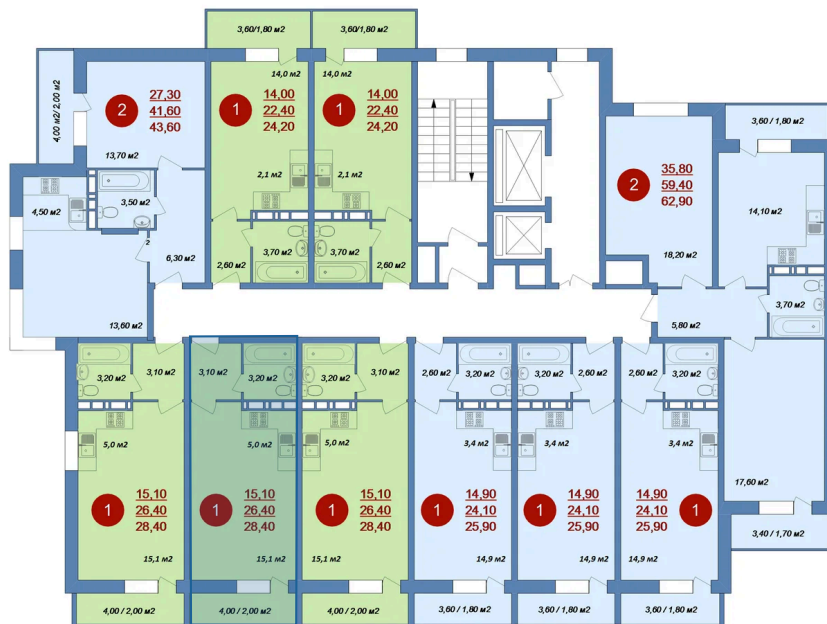 3,60/1,80 м2
3,60/1,80 м2
4,00 м2/ 2,00 м2
2
27,30
41,60
43,60
13,70 м2
14,0 м2
1
14,00
22,40
24,20
2,1 м2
14,0 м2
1
14,00
22,40
24,20
2,1 м2
3,60 / 1,80 м2
2
35,80
59,40
62,90
18,20 м2
14,10 м2
4,50 м2
3,50 м2
2
6,30 м2
13,60 м2
2,60 м2
3,70 м2
3,70 м2
2,60 м2
3,70 м2
5,80 м2
17,60 м2
3,40 / 1,70 м2
3,20 м2
3,10 м2
5,0 м2
1
15,10
26,40
28,40
15,1 м2
4,00 / 2,00 м2
3,10 м2
3,20 м2
5,0 м2
1
15,10
26,40
28,40
15,1 м2
4,00 / 2,00 м2
3,20 м2
3,10 м2
5,0 м2
1
15,10
26,40
28,40
15,1 м2
4,00 / 2,00 м2
2,60 м2
3,20 м2
3,4 м2
1
14,90
24,10
25,90
14,9 м2
3,60 / 1,80 м2
3,20 м2
2,60 м2
3,4 м2
1
14,90
24,10
25,90
14,9 м2
3,60 / 1,80 м2
2,60 м2
3,20 м2
3,4 м2
14,90
24,10
25,90
1
14,9 м2
3,60 / 1,80 м2